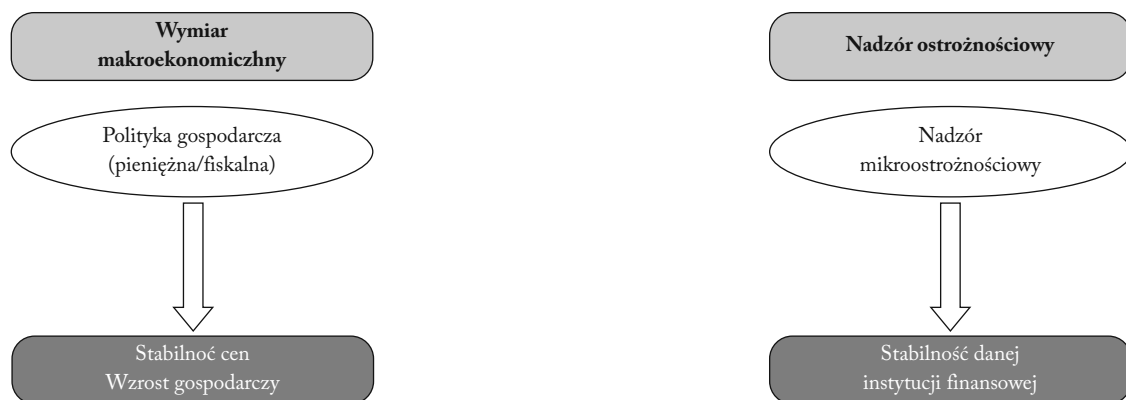 Wymiar
makroekonomiczhny
Polityka gospodarcza
(pieniężna/fiskalna)
Stabilnoć cen
Wzrost gospodarczy
Nadzór ostrożnościowy
Nadzór
mikroostrożnościowy
Stabilność danej
instytucji finansowej